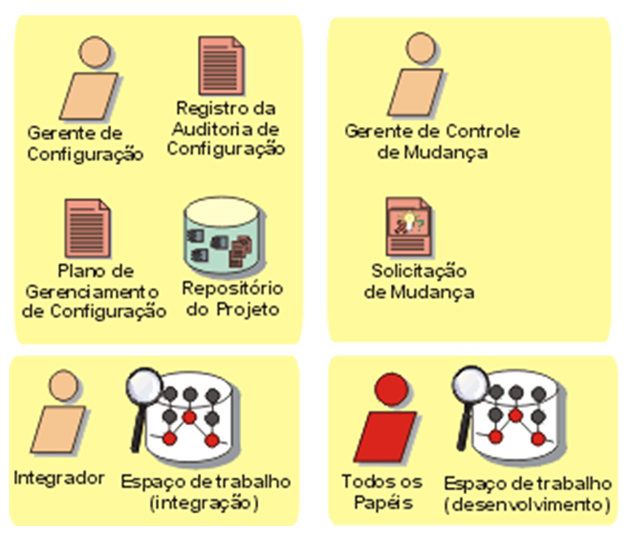 Gerente de
Configuração
Registro da
Auditoria de
Configuração
Plano de
Gerenciamento
de Configuração
Repositório
do Projeto
Gerente de Controle
de Mudança
Solicitação
de Mudança
Integrador
Espaço de trabalho
(integração)
Todos os
Papéis
Espaço de trabalho
(desenvolvimento)